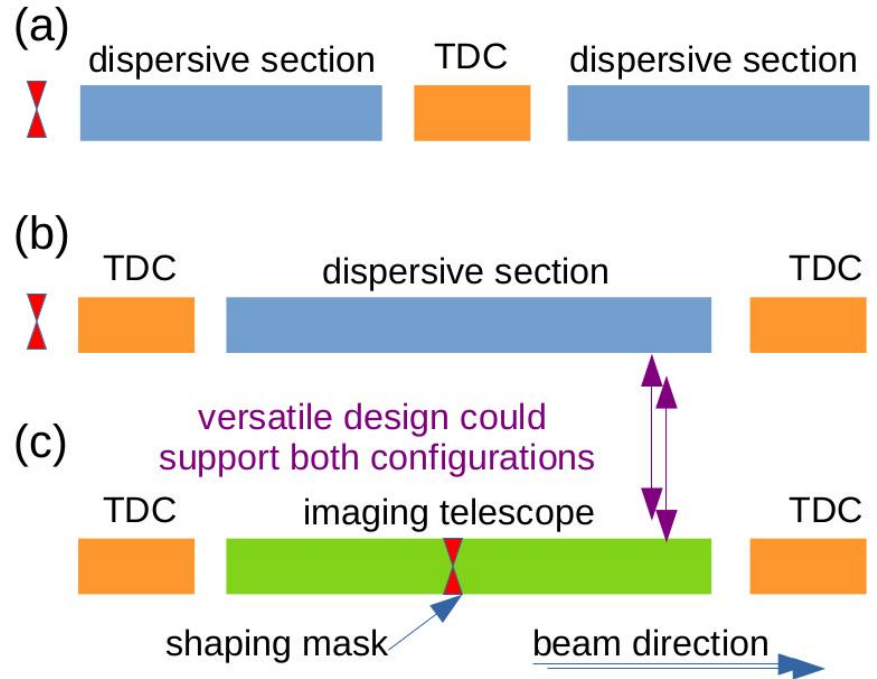 (a)
dispersive section TDC dispersive section
(b)
TDC dispersive section TDC
versatile design could
support both configurations
(c)
TDC imaging telescope TDC
shaping mask beam direction